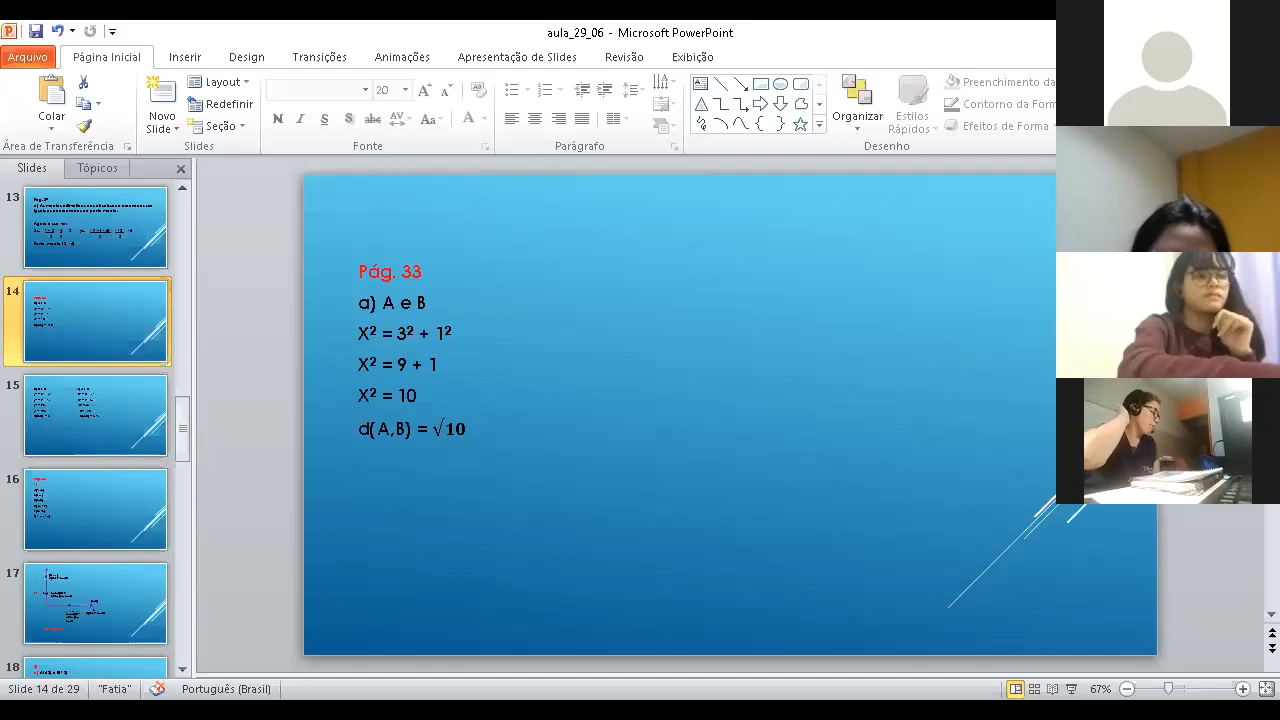 aula_29_06 - Microsoft PowerPoint
Arquivo Página Inicial Inserir Design Transições Animações Apresentação de Slides Revisão Exibição
Colar
Área de Transferência
Novo Slide
Layout
Redefinir
Seção
Slides
20
N I S S abc AV Aa A
Fonte
Parágrafo
Organizar
Estilos Rápidos
Preenchimento da
Contorno da Form
Efeitos de Forma
Desenho
Slides Tópicos
13
14
15
16
17
18
Pág. 33
a) A e B
X² = 3² + 1²
X² = 9 + 1
X² = 10
d(A,B) = √10
Slide 14 de 29 "Fatia" Português (Brasil) 67%